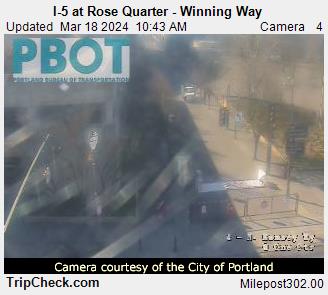 I-5 at Rose Quarter - Winning Way
Updated Mar 18 2024 10:43 AM Camera 4
PBOT
PORTLAND BUREAU OF TRANSPORTATION
Camera courtesy of the City of Portland
TripCheck.com Milepost302.00